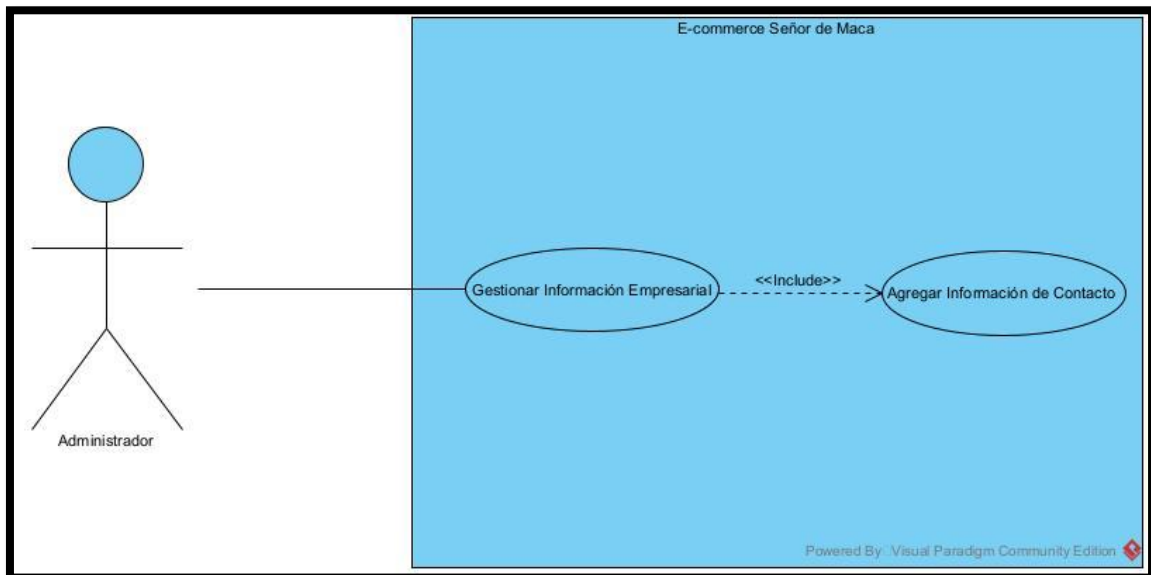 E-commerce Señor de Maca
Gestionar Información Empresarial
<<Include>>
Agregar Información de Contacto
Administrador
Powered By Visual Paradigm Community Edition